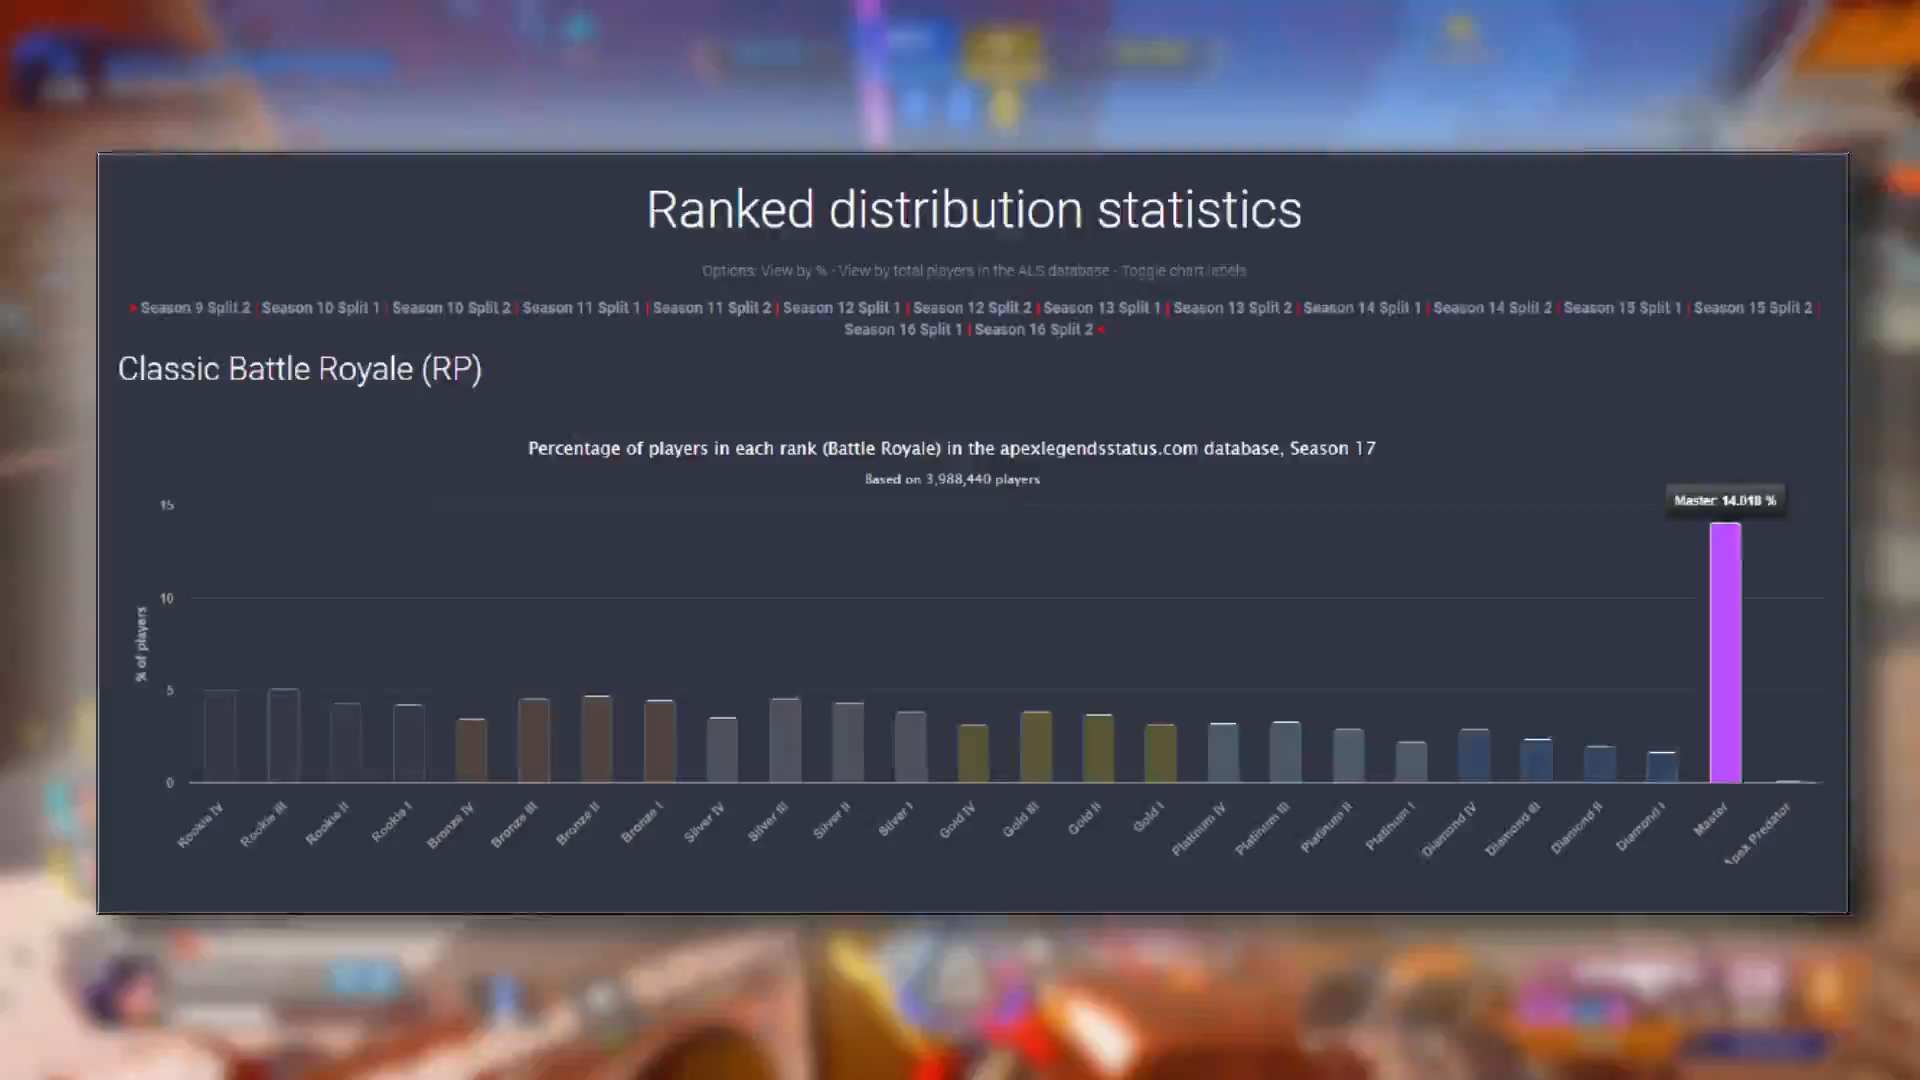 Ranked distribution statistics
Options: View by % - View by total players in the ALS database - Toggle chart labels
> Season 9 Split 2 | Season 10 Split 1 | Season 10 Split 2 | Season 11 Split 1 | Season 11 Split 2 | Season 12 Split 1 | Season 12 Split 2 | Season 13 Split 1 | Season 13 Split 2 | Season 14 Split 1 | Season 14 Split 2 | Season 15 Split 1 | Season 15 Split 2 |
Season 16 Split 1 | Season 16 Split 2 <
Classic Battle Royale (RP)
Percentage of players in each rank (Battle Royale) in the apexlegendsstatus.com database, Season 17
Based on 3,988,440 players
Master: 14.018 %
15
10
5
0
% of players
Rookie IV
Rookie III
Rookie II
Rookie I
Bronze IV
Bronze III
Bronze II
Bronze I
Silver IV
Silver III
Silver II
Silver I
Gold IV
Gold III
Gold II
Gold I
Platinum IV
Platinum III
Platinum II
Platinum I
Diamond IV
Diamond III
Diamond II
Diamond I
Master
Apex Predator